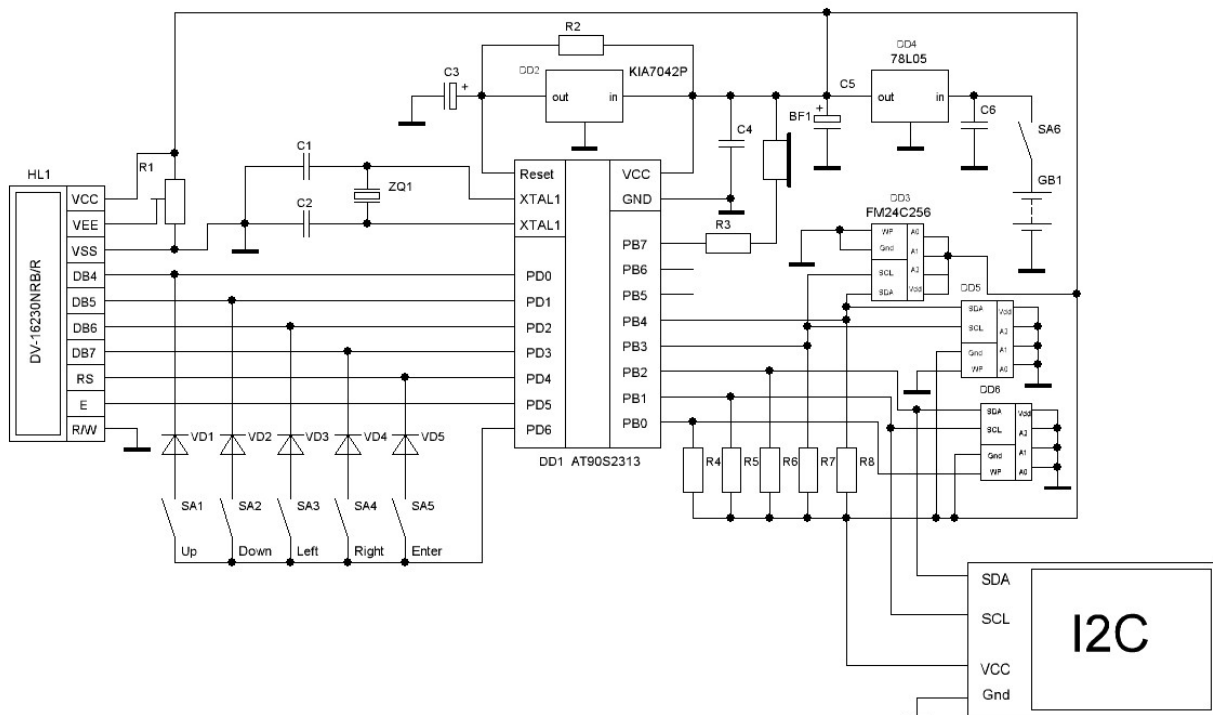 R2
DD4
78L05
C3
+
DD2
KIA7042P
out
in
C5
+
BF1
out
in
C6
SA6
C4
GB1
HL1
R1
C1
ZQ1
C2
Reset
XTAL1
XTAL1
VCC
GND
R3
DD3
FM24C256
WP
Gnd
SCL
SDA
A0
A1
A2
Vdd
DV-16230NRB/R
VCC
VEE
VSS
DB4
DB5
DB6
DB7
RS
E
R/W
PD0
PD1
PD2
PD3
PD4
PD5
PD6
PB7
PB6
PB5
PB4
PB3
PB2
PB1
PB0
DD1 AT90S2313
DD5
SDA
SCL
Gnd
WP
Vdd
A2
A1
A0
DD6
SDA
SCL
Gnd
WP
Vdd
A2
A1
A0
VD1
VD2
VD3
VD4
VD5
R4
R5
R6
R7
R8
SA1
SA2
SA3
SA4
SA5
Up
Down
Left
Right
Enter
SDA
SCL
VCC
Gnd
I2C